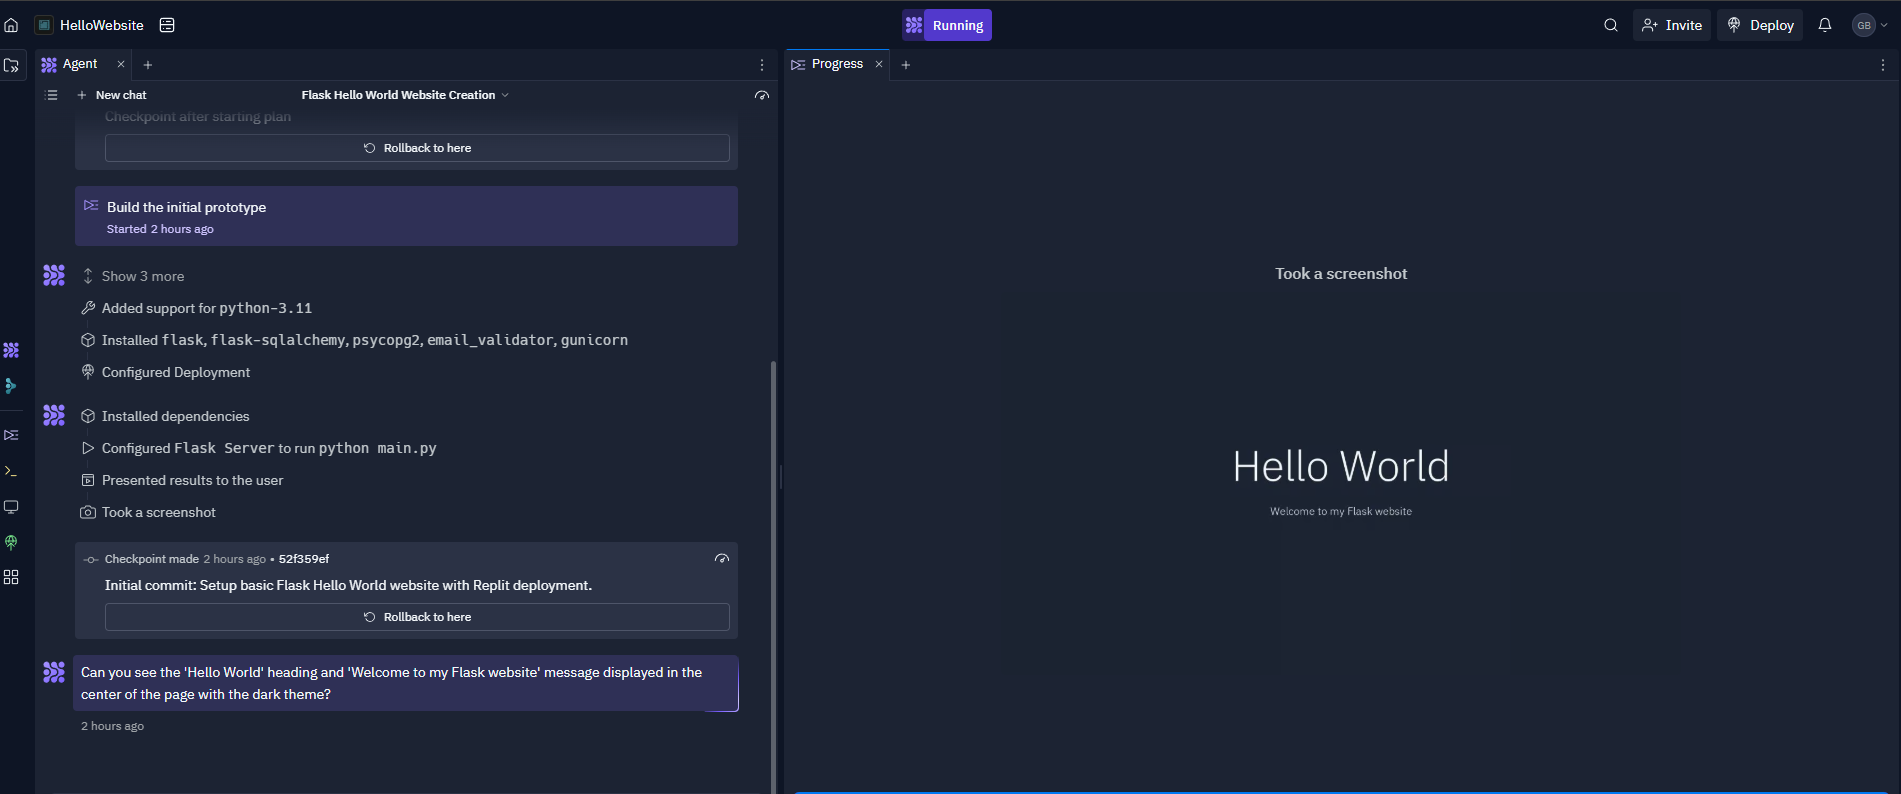 HelloWebsite
Running
Invite
Deploy
GB
Agent
Progress
New chat
Flask Hello World Website Creation
Checkpoint after starting plan
Rollback to here
Build the initial prototype
Started 2 hours ago
Show 3 more
Added support for python-3.11
Installed flask, flask-sqlalchemy, psycopg2, email_validator, gunicorn
Configured Deployment
Installed dependencies
Configured Flask Server to run python main.py
Presented results to the user
Took a screenshot
Checkpoint made 2 hours ago • 52f359ef
Initial commit: Setup basic Flask Hello World website with Replit deployment.
Rollback to here
Can you see the 'Hello World' heading and 'Welcome to my Flask website' message displayed in the
center of the page with the dark theme?
2 hours ago
Took a screenshot
Hello World
Welcome to my Flask website